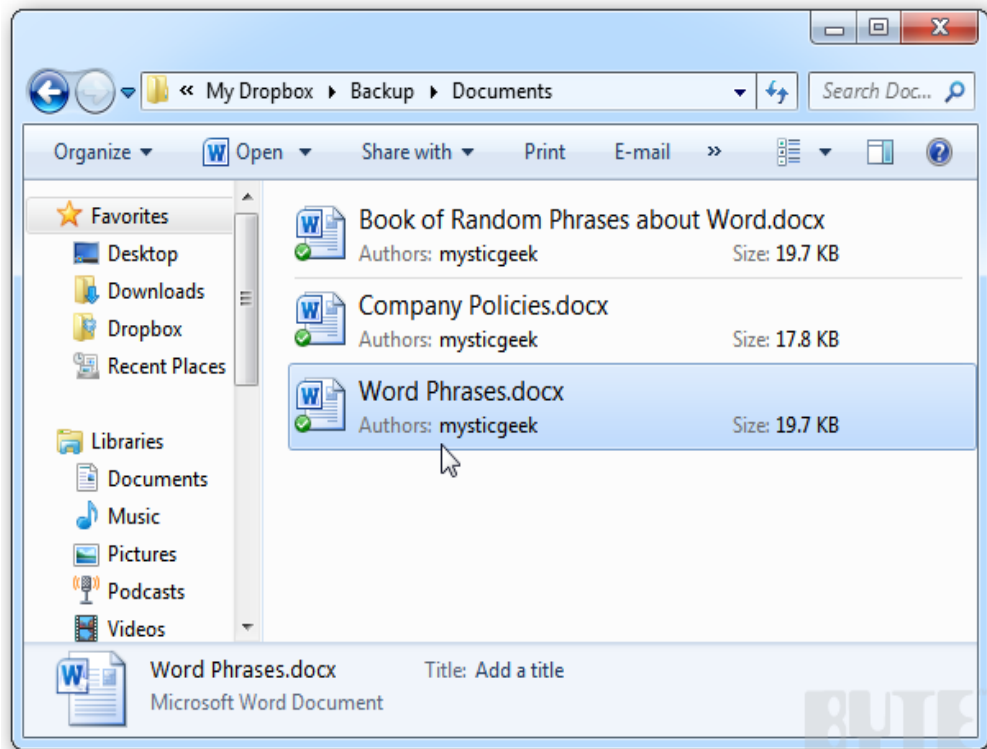 « My Dropbox ▸ Backup ▸ Documents
Search Doc...
Organize Open Share with Print E-mail »
Favorites
Desktop
Downloads
Dropbox
Recent Places
Libraries
Documents
Music
Pictures
Podcasts
Videos
Book of Random Phrases about Word.docx
Authors: mysticgeek Size: 19.7 KB
Company Policies.docx
Authors: mysticgeek Size: 17.8 KB
Word Phrases.docx
Authors: mysticgeek Size: 19.7 KB
Word Phrases.docx Title: Add a title
Microsoft Word Document
BYTE